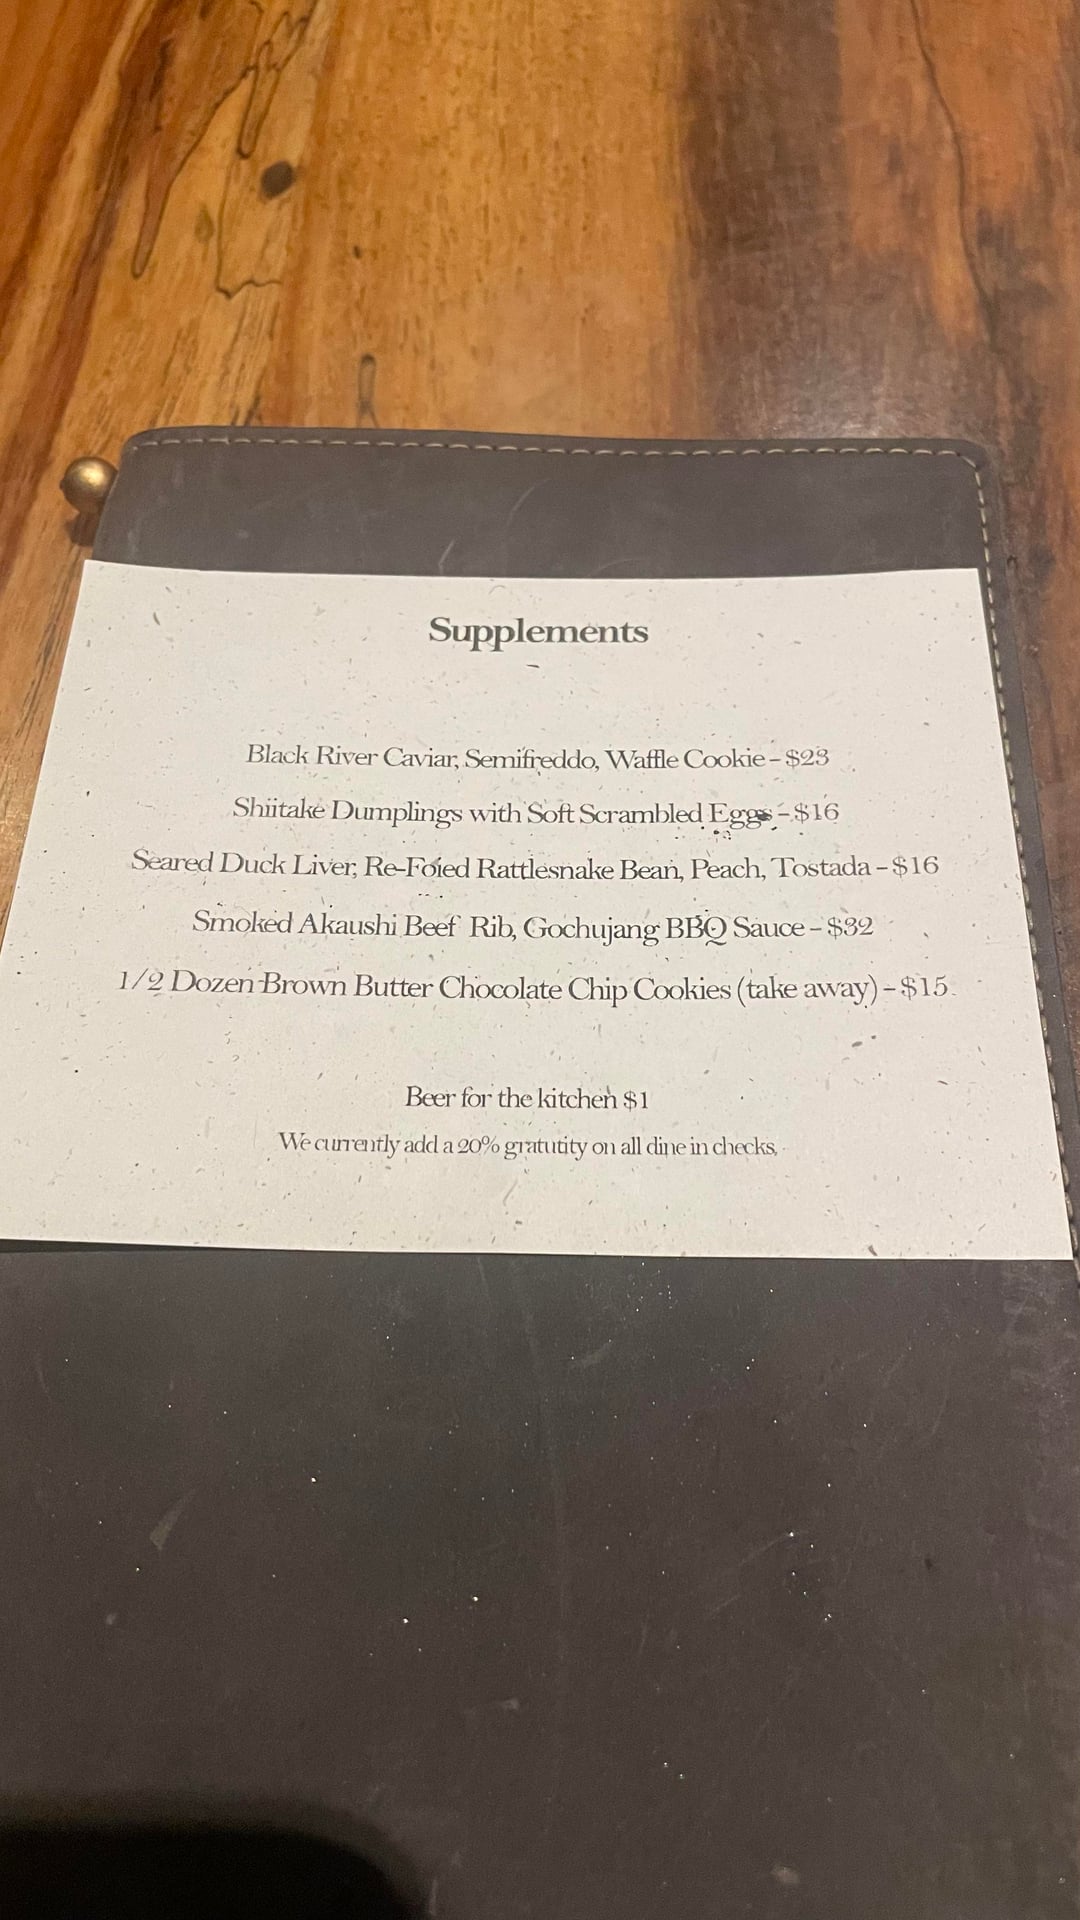 Supplements
Black River Caviar, Semifreddo, Waffle Cookie – $23
Shiitake Dumplings with Soft Scrambled Eggs – $16
Seared Duck Liver, Re-Foied Rattlesnake Bean, Peach, Tostada – $16
Smoked Akaushi Beef Rib, Gochujang BBQ Sauce – $32
1/2 Dozen Brown Butter Chocolate Chip Cookies (take away) – $15
Beer for the kitchen $1
We currently add a 20% gratutity on all dine in checks,